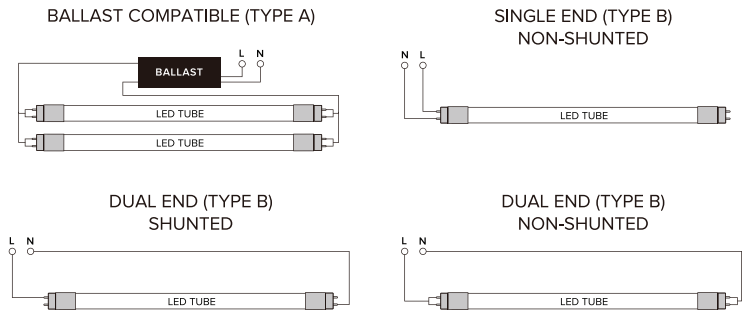 BALLAST COMPATIBLE (TYPE A)
L N
BALLAST
LED TUBE
LED TUBE
SINGLE END (TYPE B)
NON-SHUNTED
N L
LED TUBE
DUAL END (TYPE B)
SHUNTED
L N
LED TUBE
DUAL END (TYPE B)
NON-SHUNTED
L N
LED TUBE